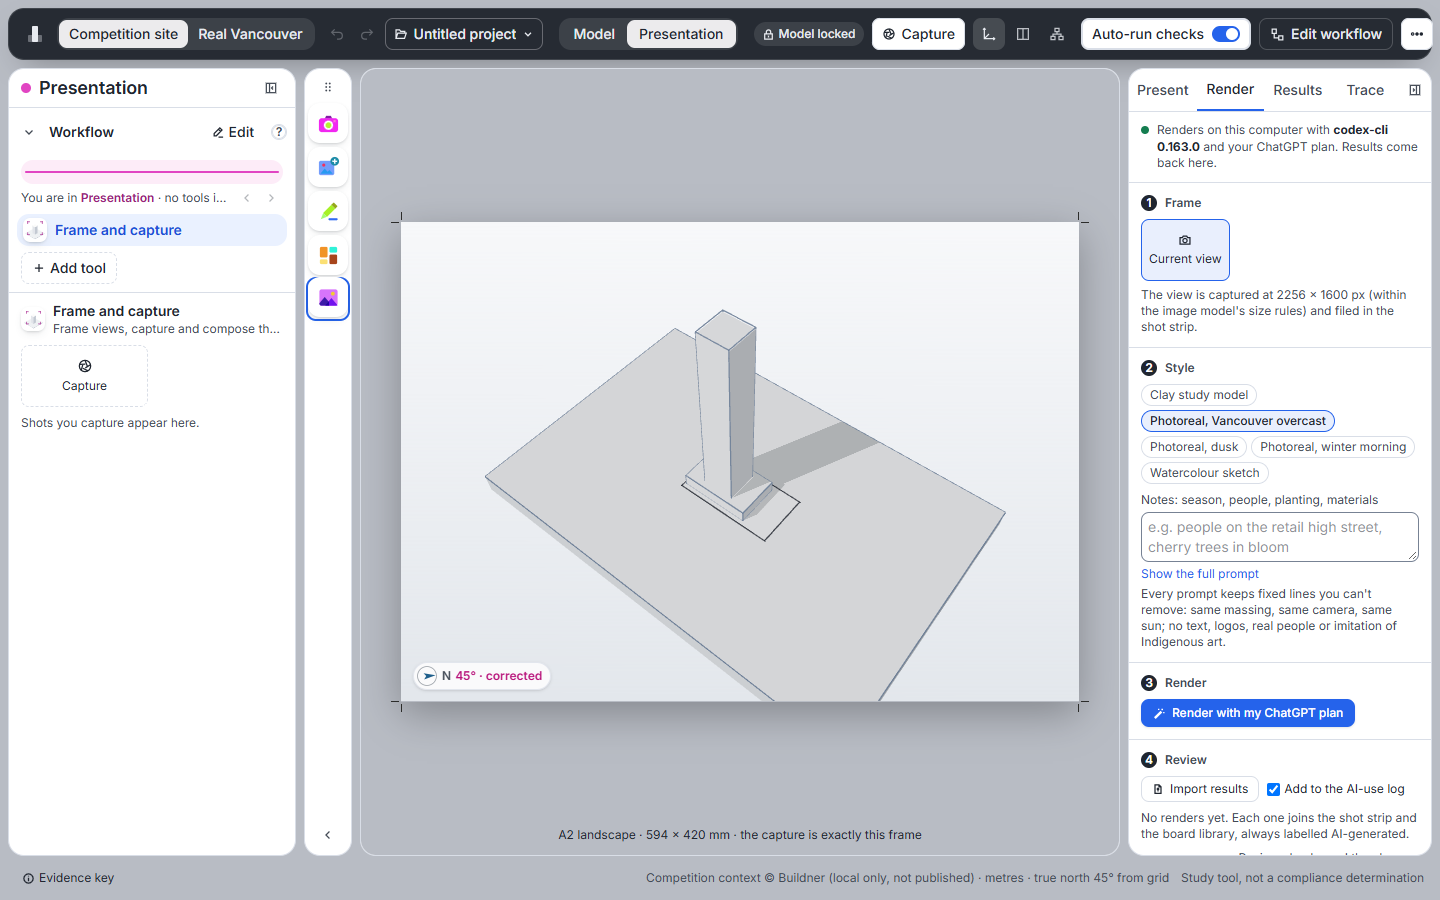 Competition site
Real Vancouver
Untitled project
Model
Presentation
Model locked
Capture
Auto-run checks
Edit workflow
Presentation
Workflow
Edit
?
You are in Presentation · no tools i...
Frame and capture
Add tool
Frame and capture
Frame views, capture and compose th...
Capture
Shots you capture appear here.
N 45° · corrected
A2 landscape · 594 × 420 mm · the capture is exactly this frame
Present
Render
Results
Trace
Renders on this computer with codex-cli
0.163.0 and your ChatGPT plan. Results come
back here.
1 Frame
Current view
The view is captured at 2256 × 1600 px (within
the image model's size rules) and filed in the
shot strip.
2 Style
Clay study model
Photoreal, Vancouver overcast
Photoreal, dusk
Photoreal, winter morning
Watercolour sketch
Notes: season, people, planting, materials
e.g. people on the retail high street,
cherry trees in bloom
Show the full prompt
Every prompt keeps fixed lines you can't
remove: same massing, same camera, same
sun; no text, logos, real people or imitation of
Indigenous art.
3 Render
Render with my ChatGPT plan
4 Review
Import results
Add to the AI-use log
No renders yet. Each one joins the shot strip and
the board library, always labelled AI-generated.
Evidence key
Competition context © Buildner (local only, not published) · metres · true north 45° from grid
Study tool, not a compliance determination